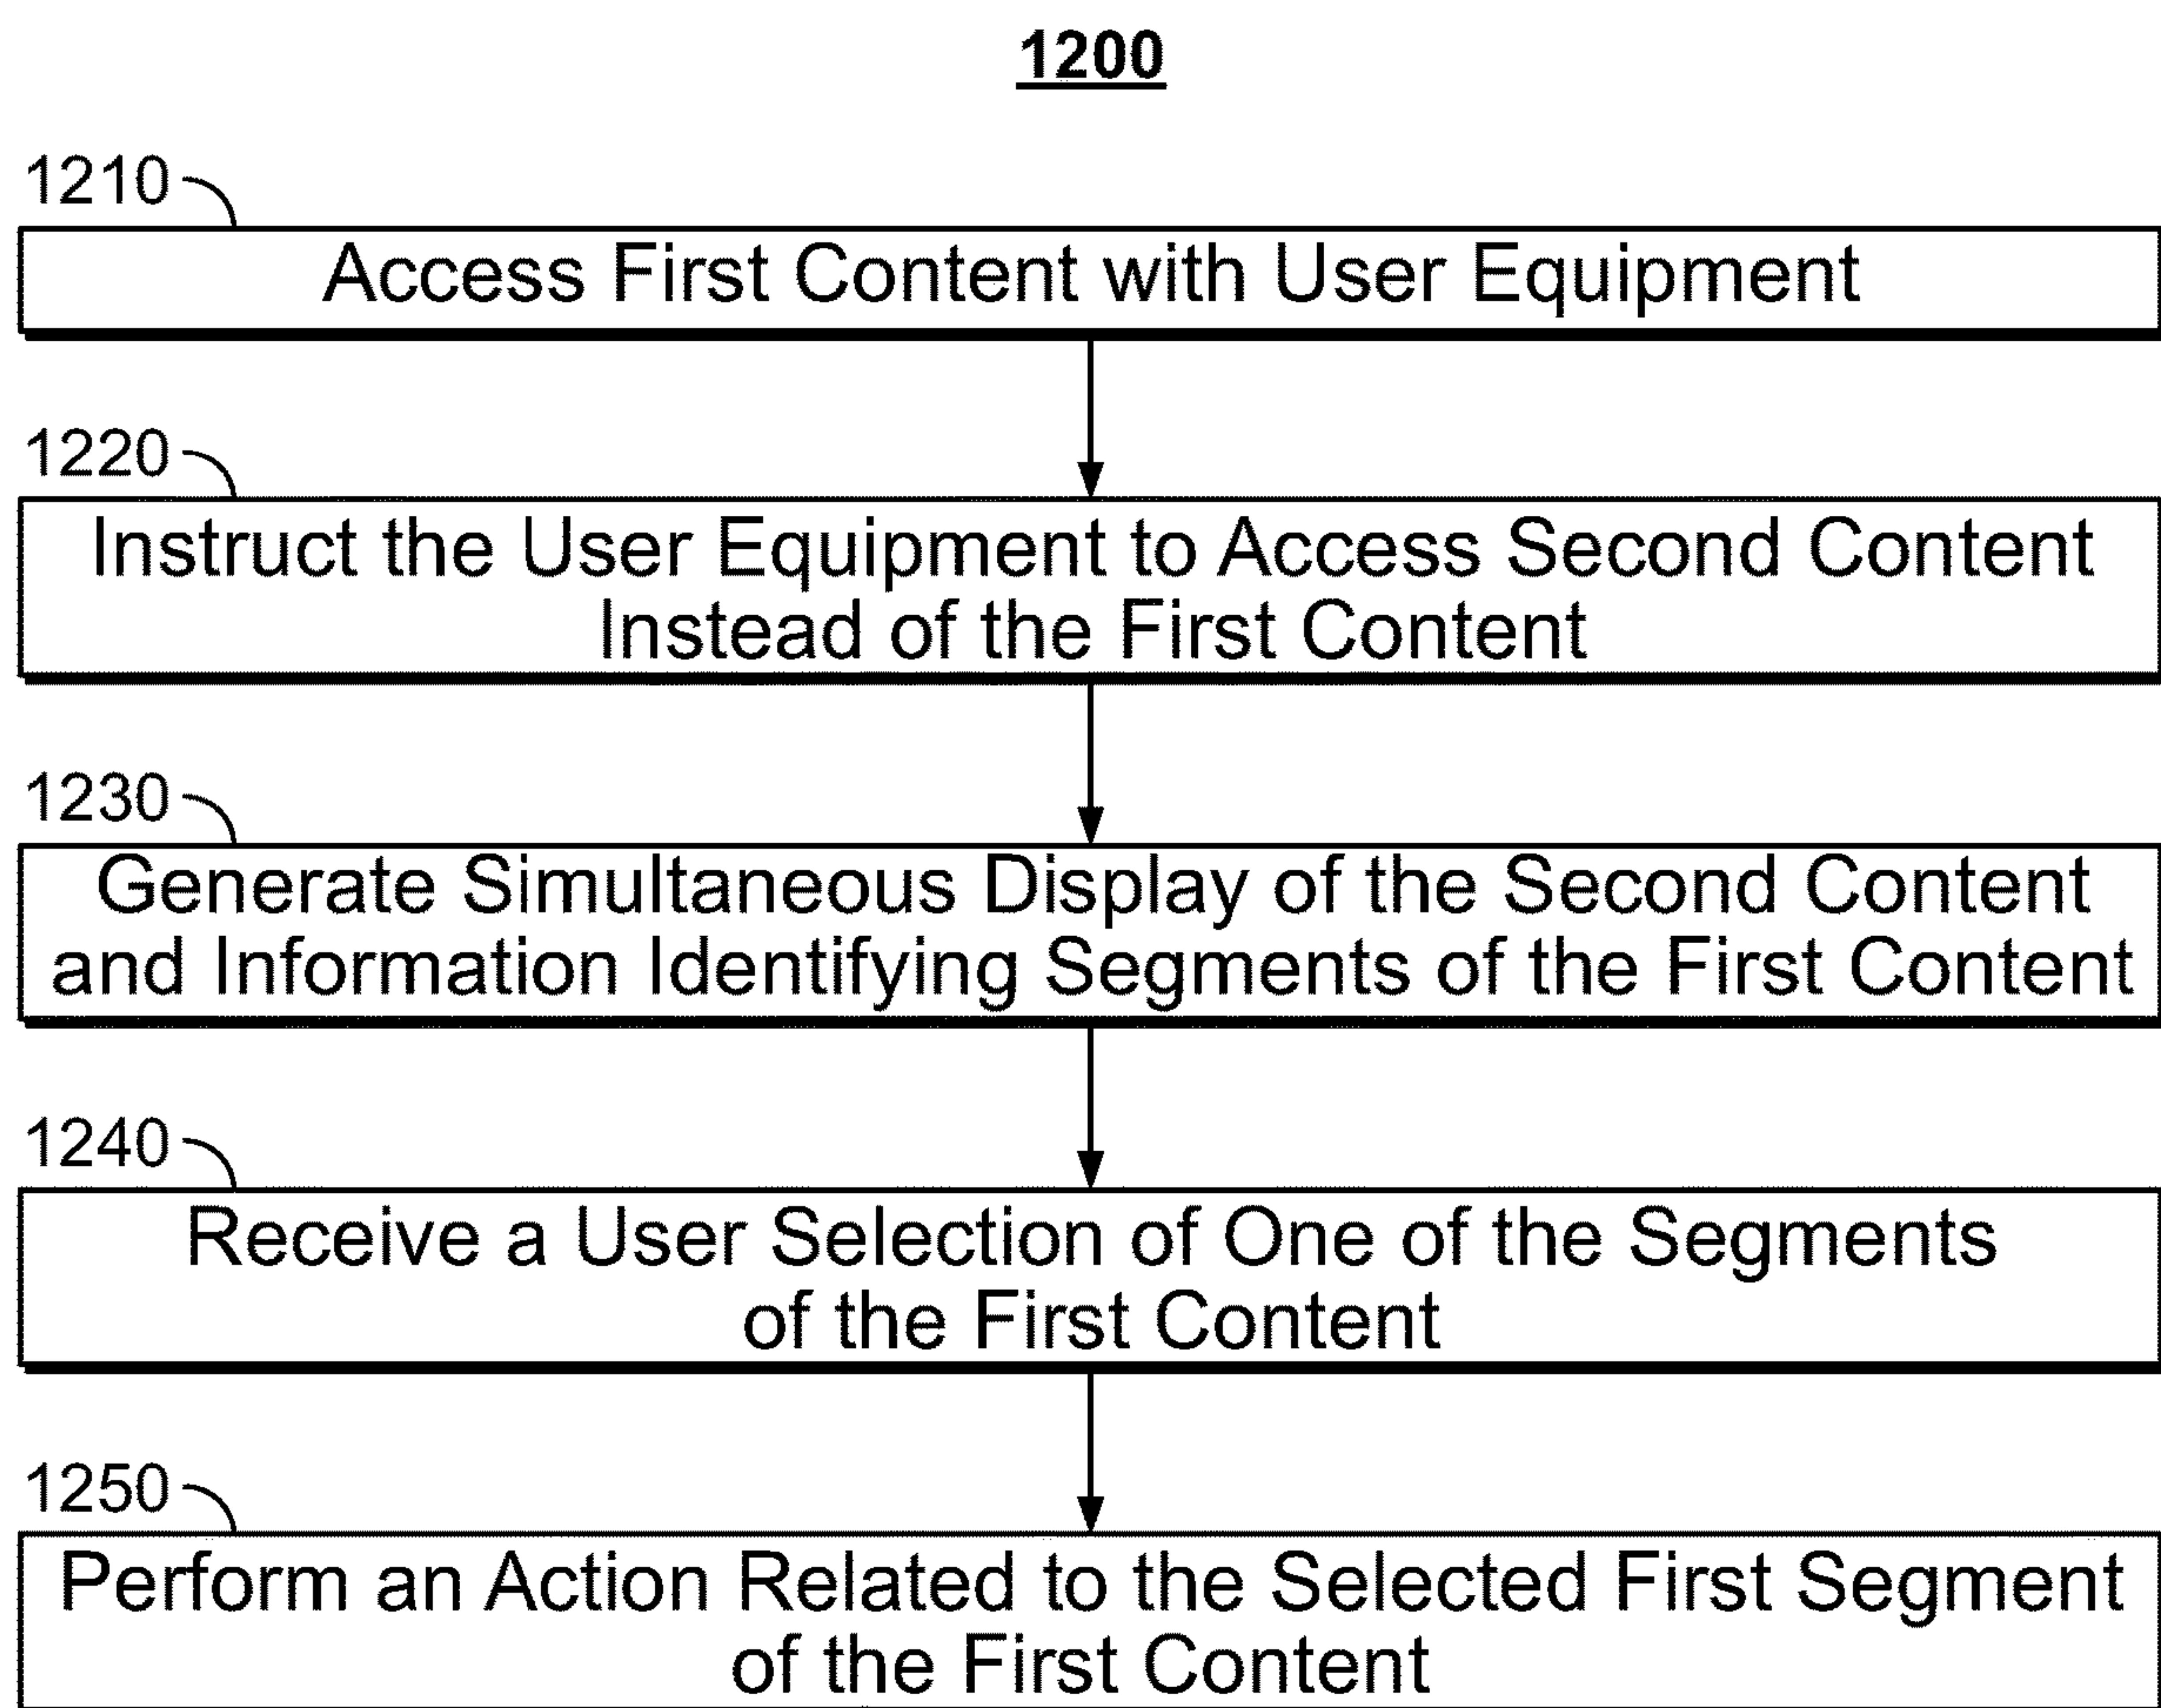 1200
1210
Access First Content with User Equipment
1220
Instruct the User Equipment to Access Second Content
Instead of the First Content
1230
Generate Simultaneous Display of the Second Content
and Information Identifying Segments of the First Content
1240
Receive a User Selection of One of the Segments
of the First Content
1250
Perform an Action Related to the Selected First Segment
of the First Content